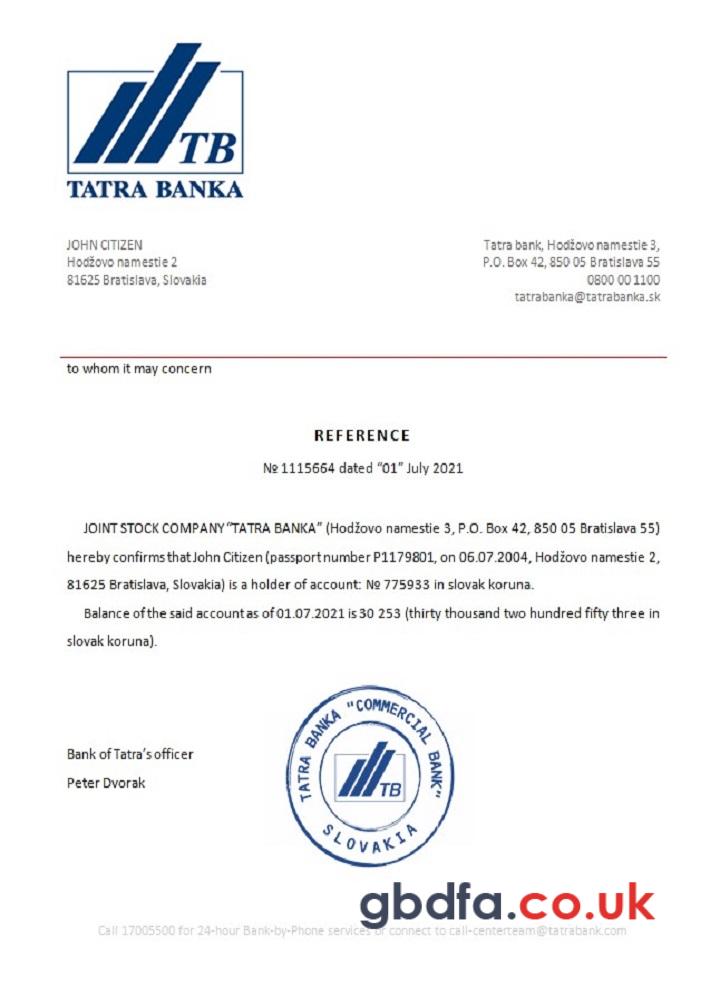 TB
TATRA BANKA
JOHN CITIZEN
Hodžovo namestie 2
81625 Bratislava, Slovakia
Tatra bank, Hodžovo namestie 3,
P.O. Box 42, 850 05 Bratislava 55
0800 00 1100
tatrabanka@tatrabanka.sk
to whom it may concern
REFERENCE
№ 1115664 dated “01” July 2021
JOINT STOCK COMPANY “TATRA BANKA” (Hodžovo namestie 3, P.O. Box 42, 850 05 Bratislava 55)
hereby confirms that John Citizen (passport number P1179801, on 06.07.2004, Hodžovo namestie 2,
81625 Bratislava, Slovakia) is a holder of account: № 775933 in slovak koruna.
Balance of the said account as of 01.07.2021 is 30 253 (thirty thousand two hundred fifty three in
slovak koruna).
Bank of Tatra’s officer
Peter Dvorak
TATRA BANKA "COMMERCIAL BANK"
TB
SLOVAKIA
gbdfa.co.uk
Call 17005500 for 24-hour Bank-by-Phone services or connect to call-centerteam@tatrabank.com